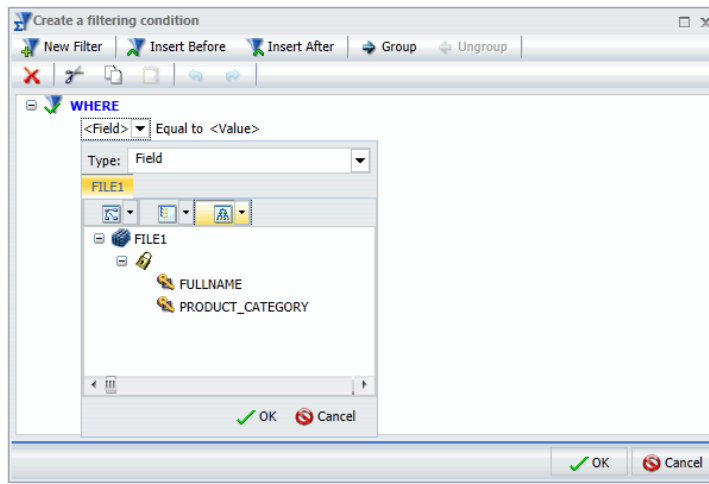 Create a filtering condition
New Filter Insert Before Insert After Group Ungroup
WHERE
<Field> Equal to <Value>
Type: Field
FILE1
FILE1
FULLNAME
PRODUCT_CATEGORY
OK Cancel
OK Cancel